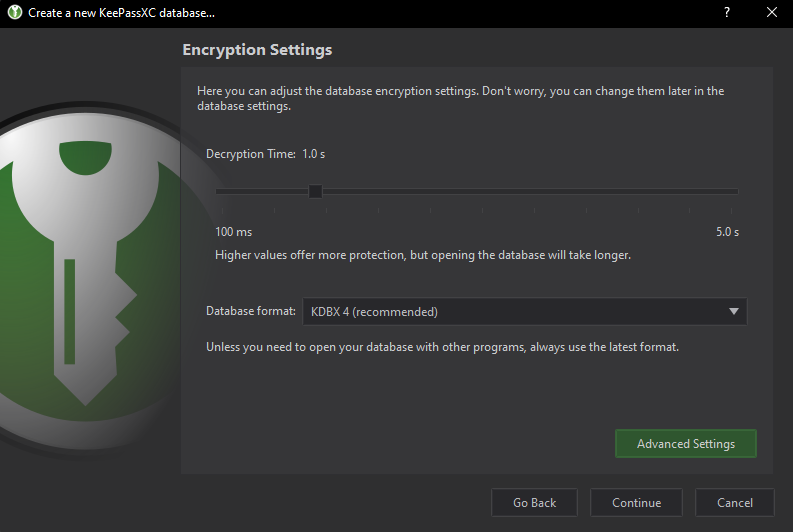 Create a new KeePassXC database...
?
Encryption Settings
Here you can adjust the database encryption settings. Don't worry, you can change them later in the
database settings.
Decryption Time: 1.0 s
100 ms 5.0 s
Higher values offer more protection, but opening the database will take longer.
Database format: KDBX 4 (recommended)
Unless you need to open your database with other programs, always use the latest format.
Advanced Settings
Go Back Continue Cancel